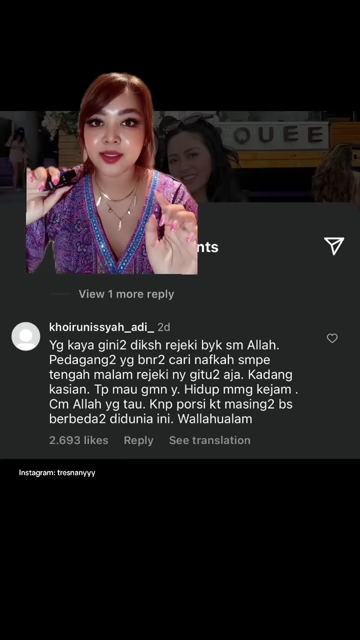 QUEE
nts
View 1 more reply
khoirunissyah_adi_ 2d
Yg kaya gini2 diksh rejeki byk sm Allah.
Pedagang2 yg bnr2 cari nafkah smpe
tengah malam rejeki ny gitu2 aja. Kadang
kasian. Tp mau gmn y. Hidup mmg kejam .
Cm Allah yg tau. Knp porsi kt masing2 bs
berbeda2 didunia ini. Wallahualam
2.693 likes Reply See translation
Instagram: tresnanyyy